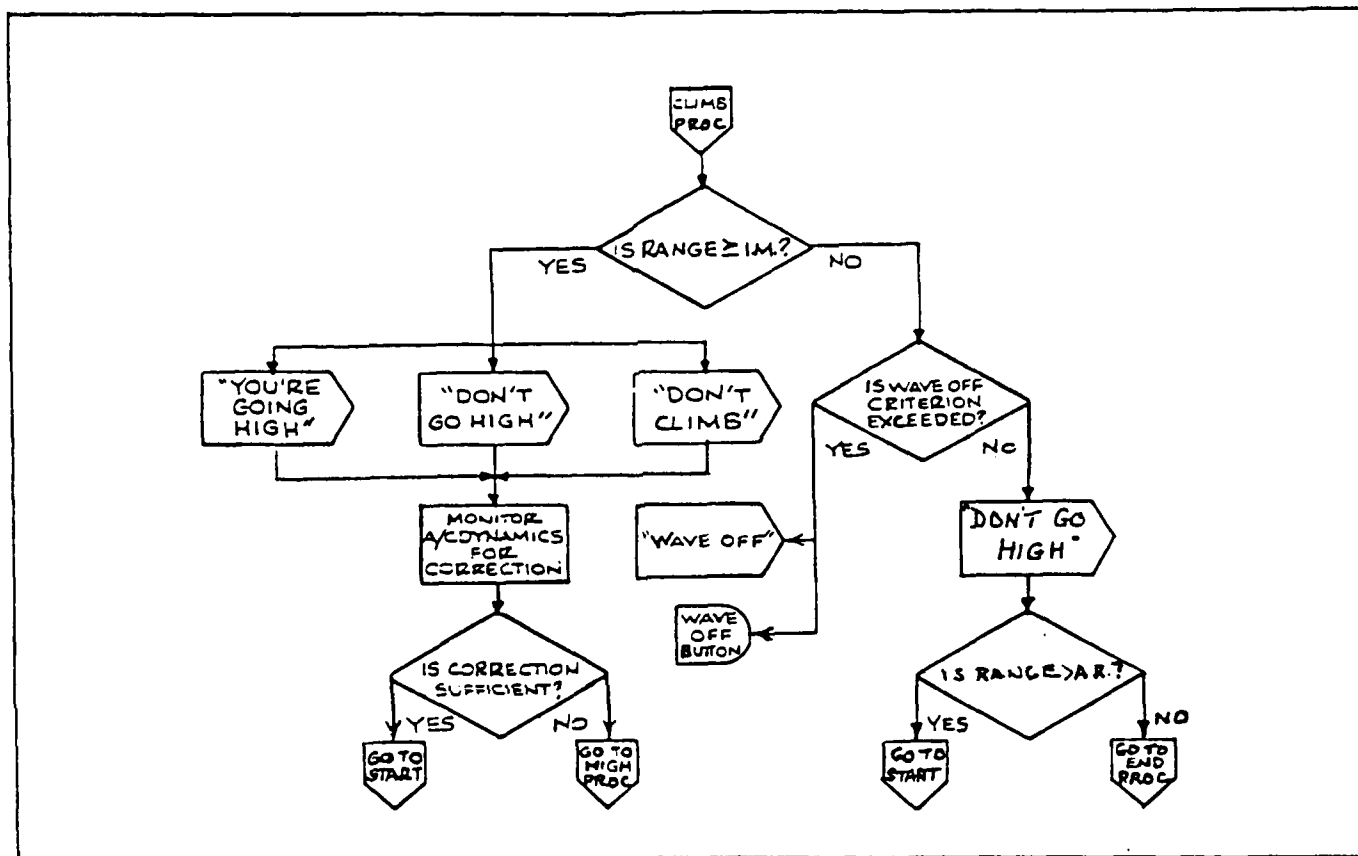 CLIMB
PROC
IS RANGE ≥ I.M.?
YES
NO
"YOU'RE
GOING
HIGH"
"DON'T
GO HIGH"
"DON'T
CLIMB"
IS WAVE OFF
CRITERION
EXCEEDED?
YES
NO
MONITOR
A/C DYNAMICS
FOR
CORRECTION
"WAVE OFF"
"DON'T GO
HIGH"
WAVE
OFF
BUTTON
IS CORRECTION
SUFFICIENT?
IS RANGE>A.R.?
YES
NO
YES
NO
GO TO
START
GO TO
HIGH
PROC
GO TO
START
GO TO
END
PROC